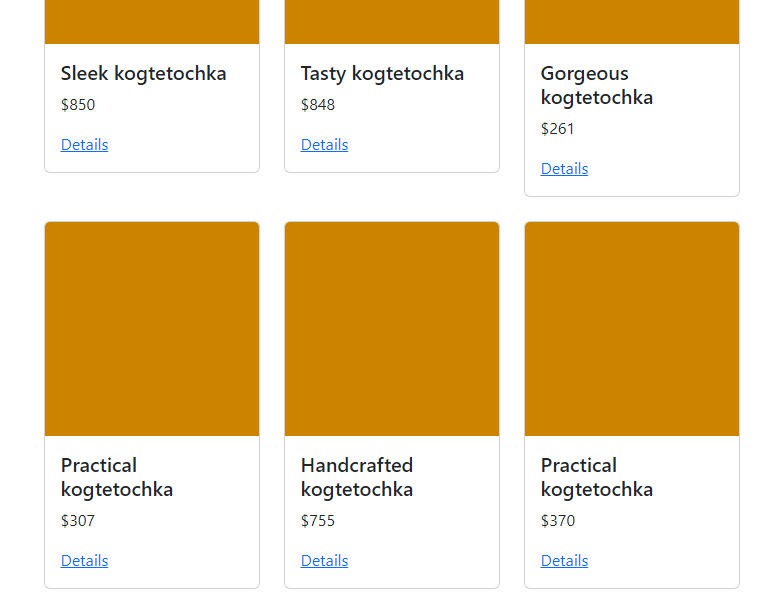 Sleek kogtetochka
$850
Details
Tasty kogtetochka
$848
Details
Gorgeous
kogtetochka
$261
Details
Practical
kogtetochka
$307
Details
Handcrafted
kogtetochka
$755
Details
Practical
kogtetochka
$370
Details